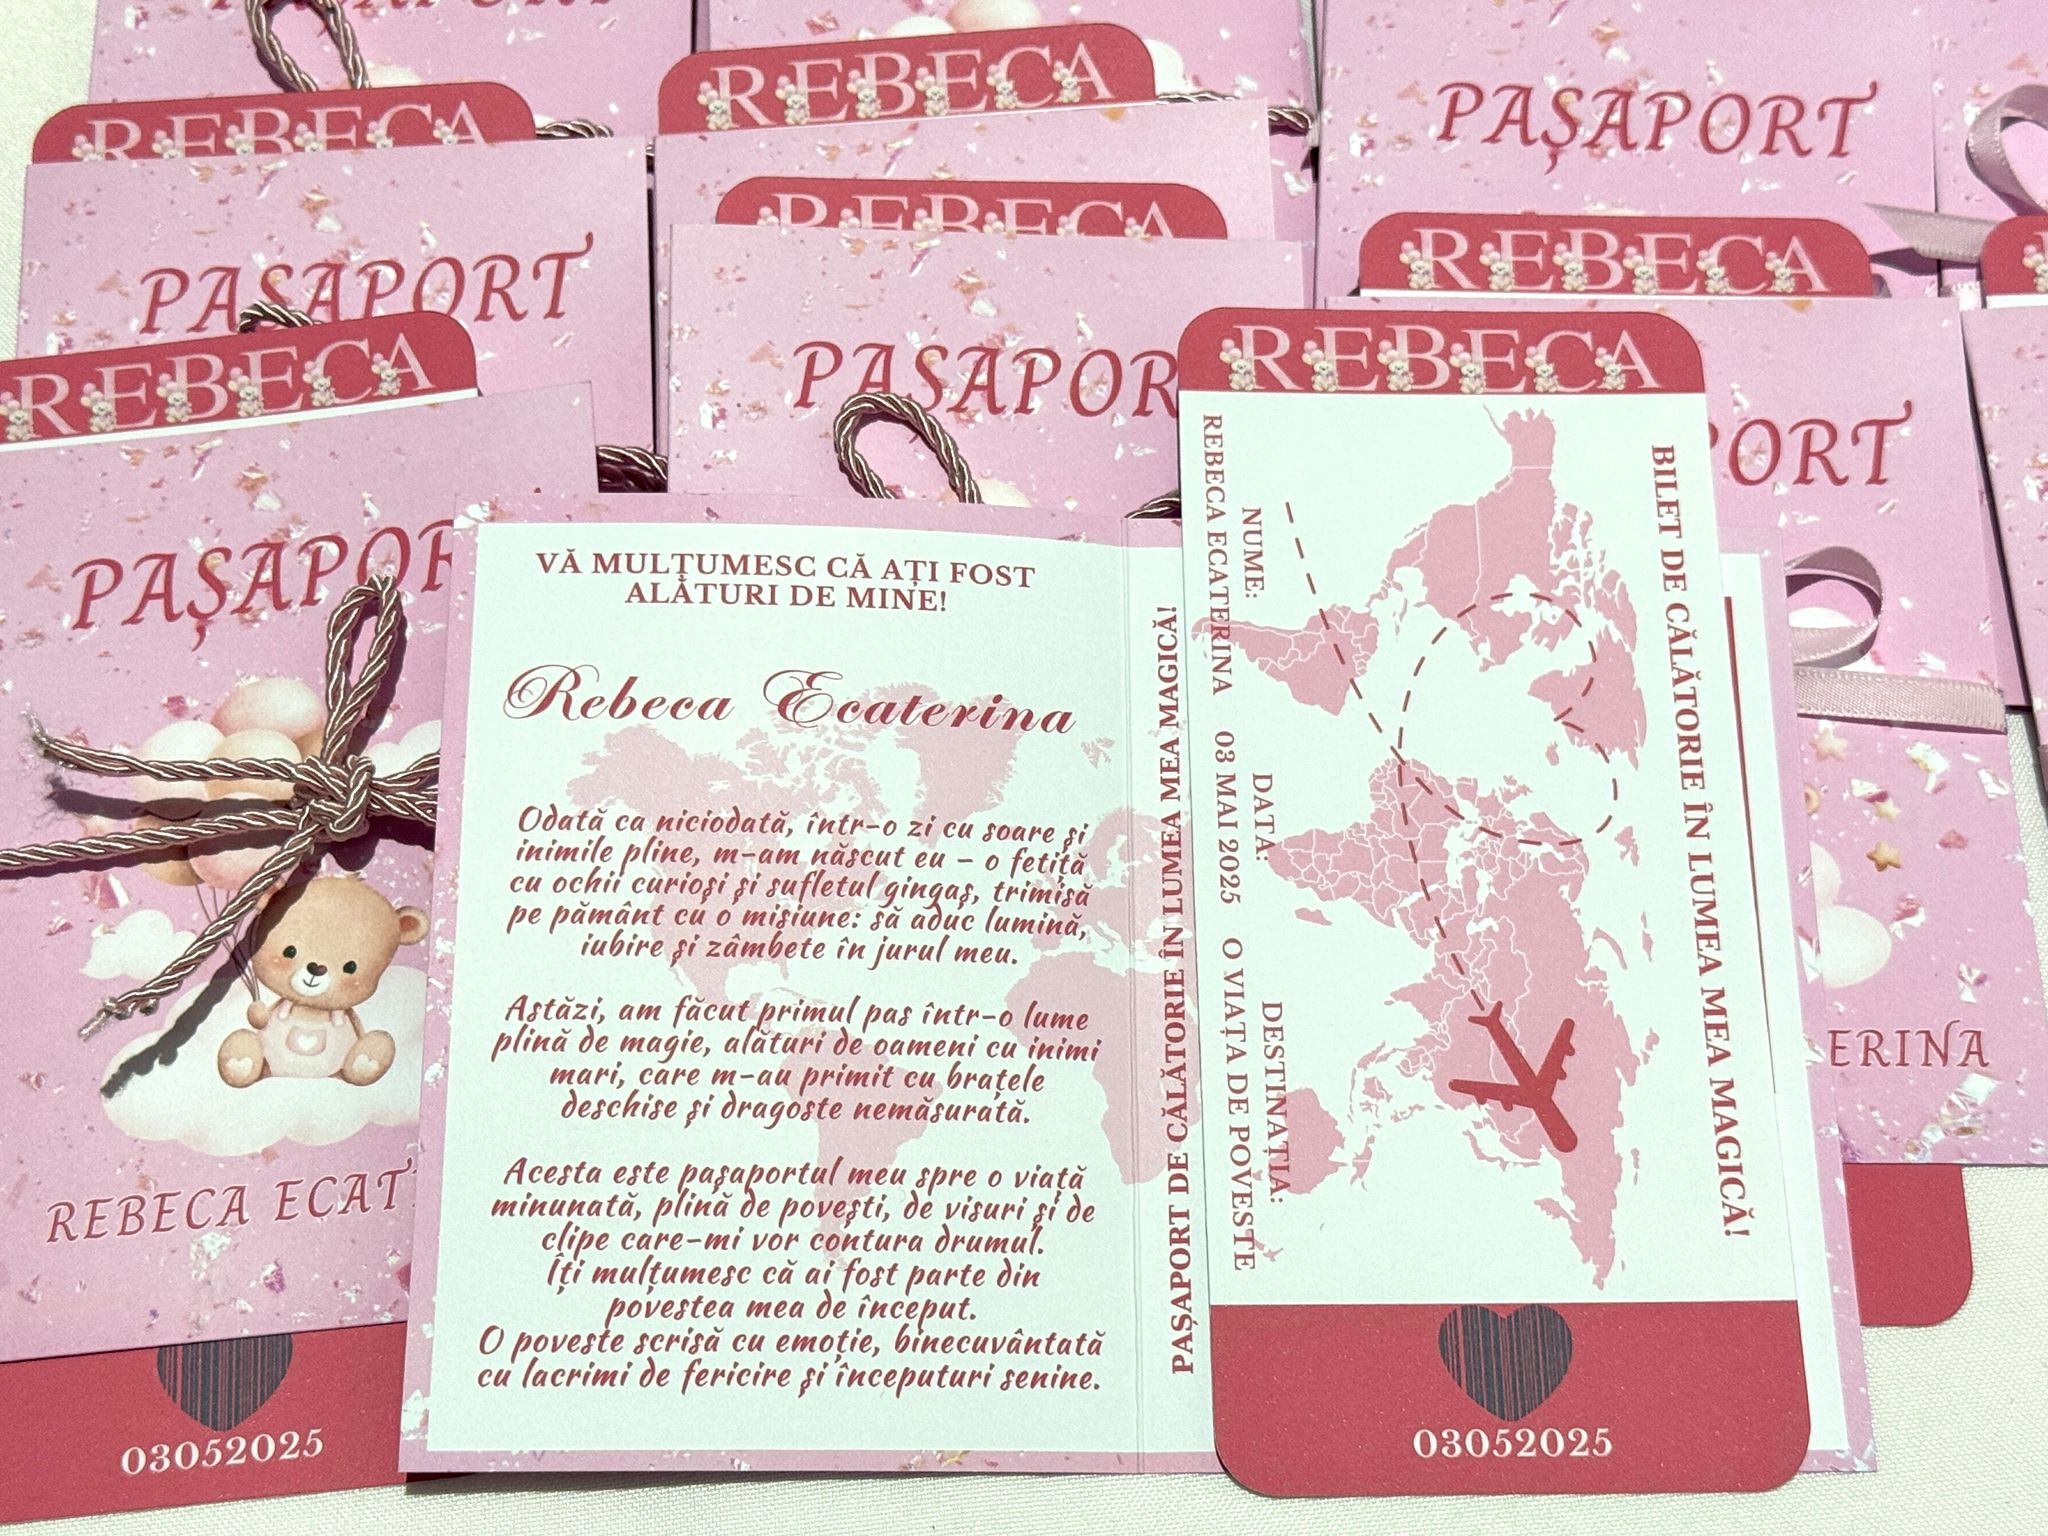 PAȘAPORT
REBECA
REBECA
PAȘAPORT
PAȘAPORT
REBECA
REBECA
REBECA
PAȘAPORT
REBECA
PAȘAPOR
PORT
PAȘAPOR
REBECA ECAT
ERINA
03052025
VĂ MULȚUMESC CĂ AȚI FOST
ALĂTURI DE MINE!
Rebeca Ecaterina
Odată ca niciodată, într-o zi cu soare și
inimile pline, m-am născut eu – o fetiță
cu ochii curioși și sufletul gingaș, trimisă
pe pământ cu o misiune: să aduc lumină,
iubire și zâmbete în jurul meu.
Astăzi, am făcut primul pas într-o lume
plină de magie, alături de oameni cu inimi
mari, care m-au primit cu brațele
deschise și dragoste nemăsurată.
Acesta este pașaportul meu spre o viață
minunată, plină de povești, de visuri și de
clipe care-mi vor contura drumul.
Îți mulțumesc că ai fost parte din
povestea mea de început.
O poveste scrisă cu emoție, binecuvântată
cu lacrimi de fericire și începuturi senine.
PAȘAPORT DE CĂLĂTORIE ÎN LUMEA MEA MAGICĂ!
REBECA
BILET DE CĂLĂTORIE ÎN LUMEA MEA MAGICĂ!
NUME: DATA: DESTINAȚIA:
REBECA ECATERINA 03 MAI 2025 O VIAȚA DE POVESTE
03052025